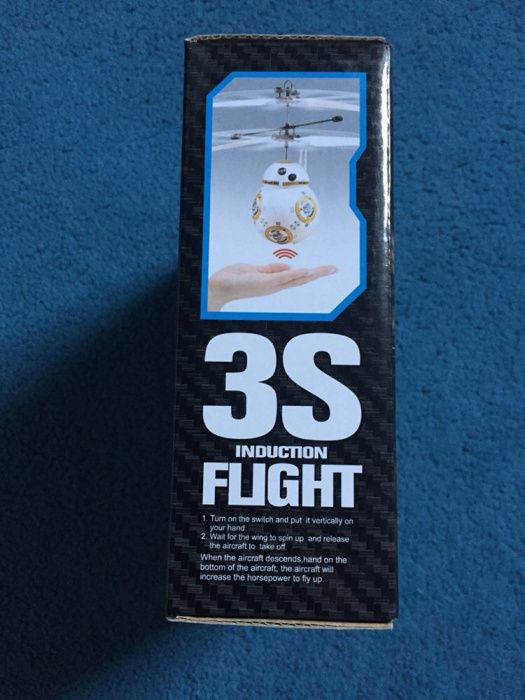 3S
INDUCTION
FLIGHT
1. Turn on the switch and put it vertically on
your hand.
2. Wait for the wing to spin up and release
the aircraft to take off.
When the aircraft descends,hand on the
bottom of the aircraft, the aircraft will
increase the horsepower to fly up.